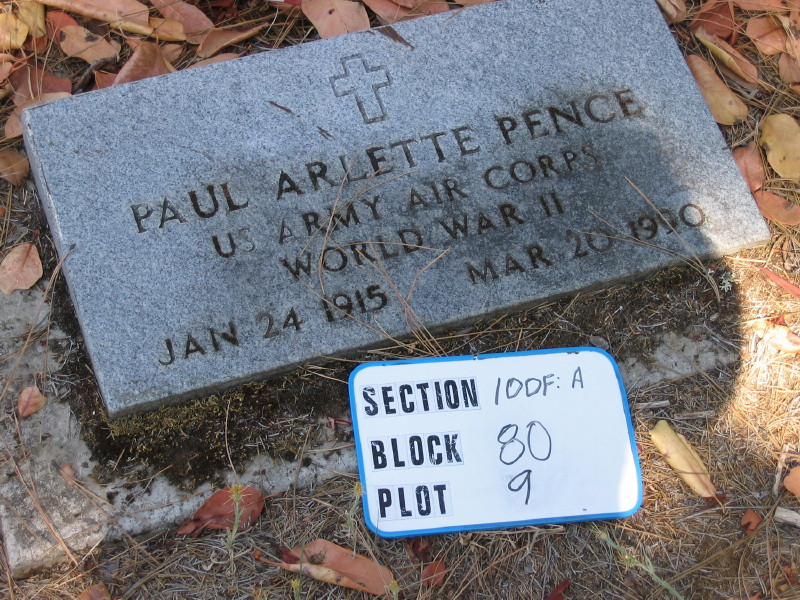 PAUL ARLETTE PENCE
US ARMY AIR CORPS
WORLD WAR II
JAN 24 1915 MAR 20 1990
SECTION IOOF: A
BLOCK 80
PLOT 9